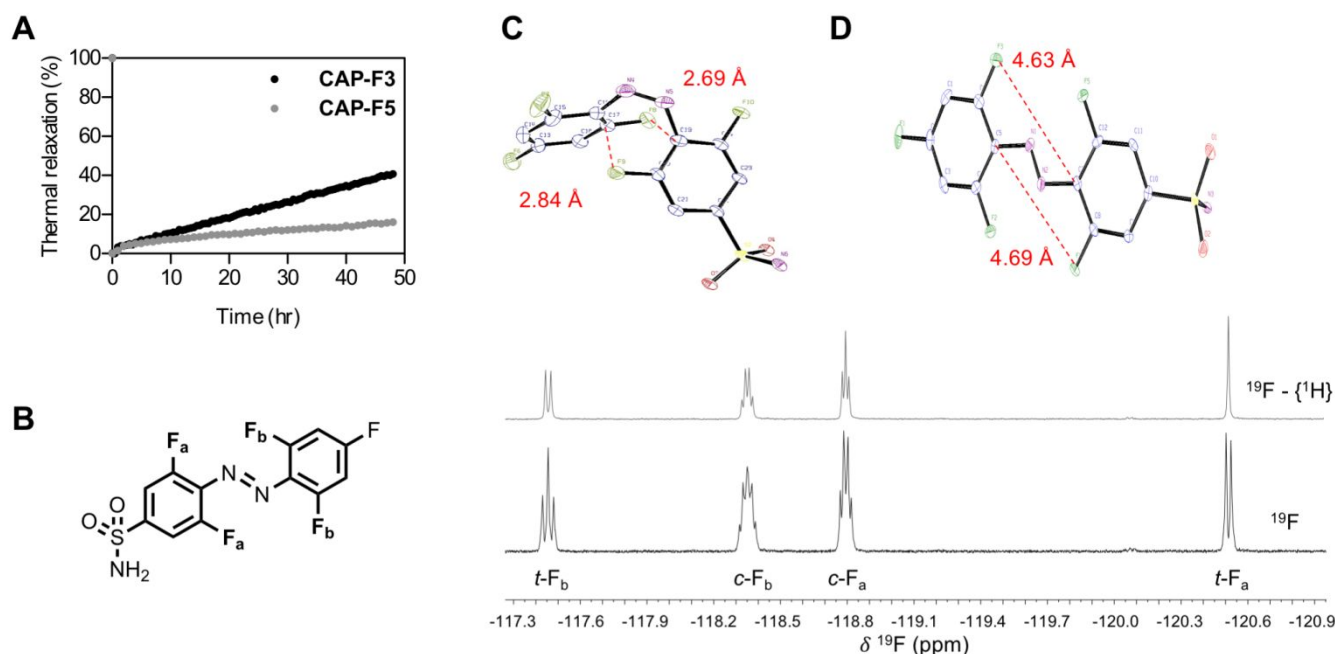 A
Thermal relaxation (%)
100
80
60
40
20
0
0 10 20 30 40 50
Time (hr)
CAP-F3
CAP-F5
B
Fa
Fb
F
N
N
O
O
S
Fa
Fb
NH2
C
2.69 Å
2.84 Å
D
4.63 Å
4.69 Å
19F - {1H}
19F
t-Fb c-Fb c-Fa t-Fa
-117.3 -117.6 -117.9 -118.2 -118.5 -118.8 -119.1 -119.4 -119.7 -120.0 -120.3 -120.6 -120.9
δ 19F (ppm)